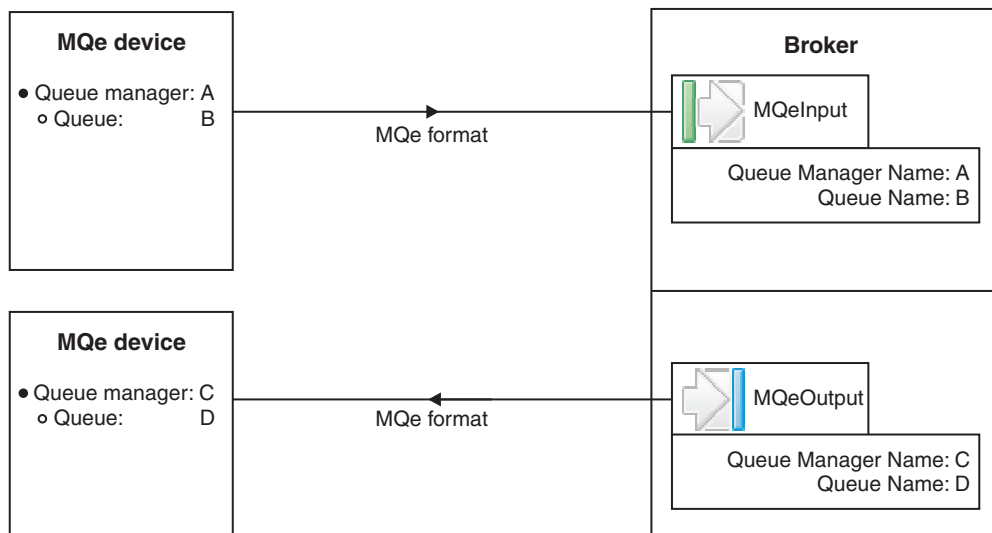 MQe device
● Queue manager: A
○ Queue: B
MQe format
Broker
MQeInput
Queue Manager Name: A
Queue Name: B
MQe device
● Queue manager: C
○ Queue: D
MQe format
MQeOutput
Queue Manager Name: C
Queue Name: D